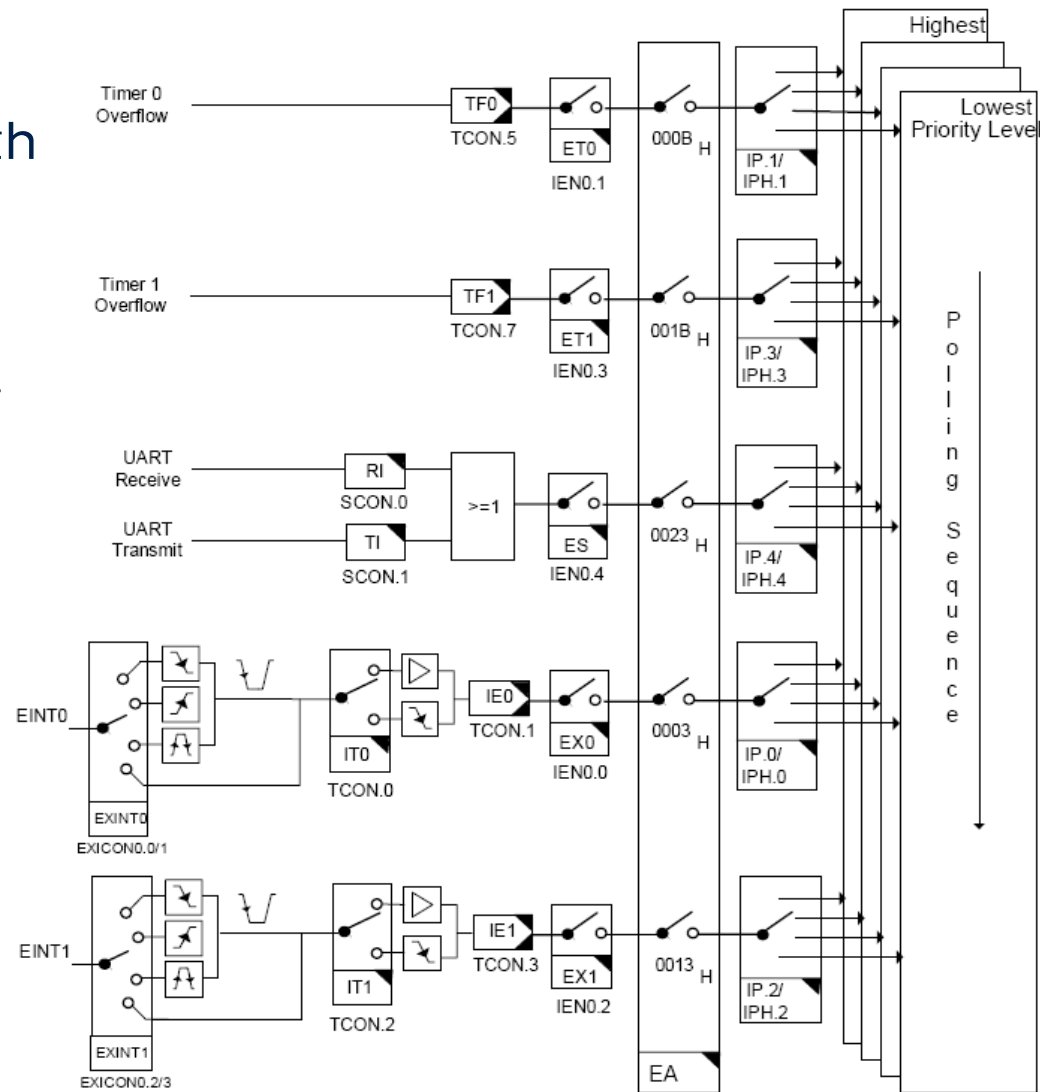 Highest
Lowest
Priority Level
Timer 0
Overflow
TF0
TCON.5
ET0
IEN0.1
000B H
IP.1/
IPH.1
Timer 1
Overflow
TF1
TCON.7
ET1
IEN0.3
001B H
IP.3/
IPH.3
UART
Receive
RI
SCON.0
UART
Transmit
TI
SCON.1
>=1
ES
IEN0.4
0023 H
IP.4/
IPH.4
EINT0
EXINT0
EXICON0.0/1
IT0
TCON.0
IE0
TCON.1
EX0
IEN0.0
0003 H
IP.0/
IPH.0
EINT1
EXINT1
EXICON0.2/3
IT1
TCON.2
IE1
TCON.3
EX1
IEN0.2
0013 H
IP.2/
IPH.2
EA
Polling Sequence